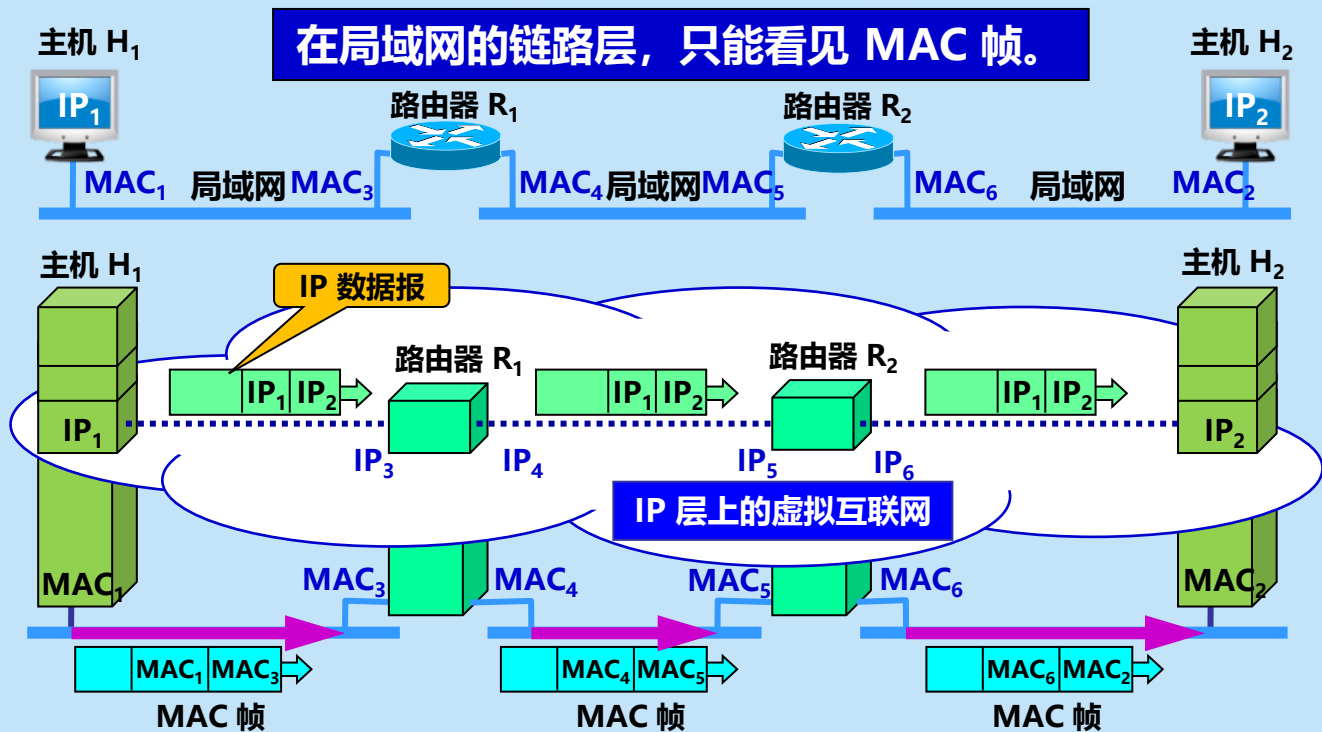 在局域网的链路层，只能看见 MAC 帧。
主机 H₁
主机 H₂
IP₁
路由器 R₁
路由器 R₂
IP₂
MAC₁ 局域网 MAC₃
MAC₄ 局域网 MAC₅
MAC₆ 局域网 MAC₂
主机 H₁
主机 H₂
IP 数据报
路由器 R₁
路由器 R₂
IP₁ IP₂
IP₁ IP₂
IP₁ IP₂
IP₁
IP₂
IP₃
IP₄
IP₅
IP₆
IP 层上的虚拟互联网
MAC₁
MAC₃
MAC₄
MAC₅
MAC₆
MAC₂
MAC₁ MAC₃
MAC₄ MAC₅
MAC₆ MAC₂
MAC 帧
MAC 帧
MAC 帧